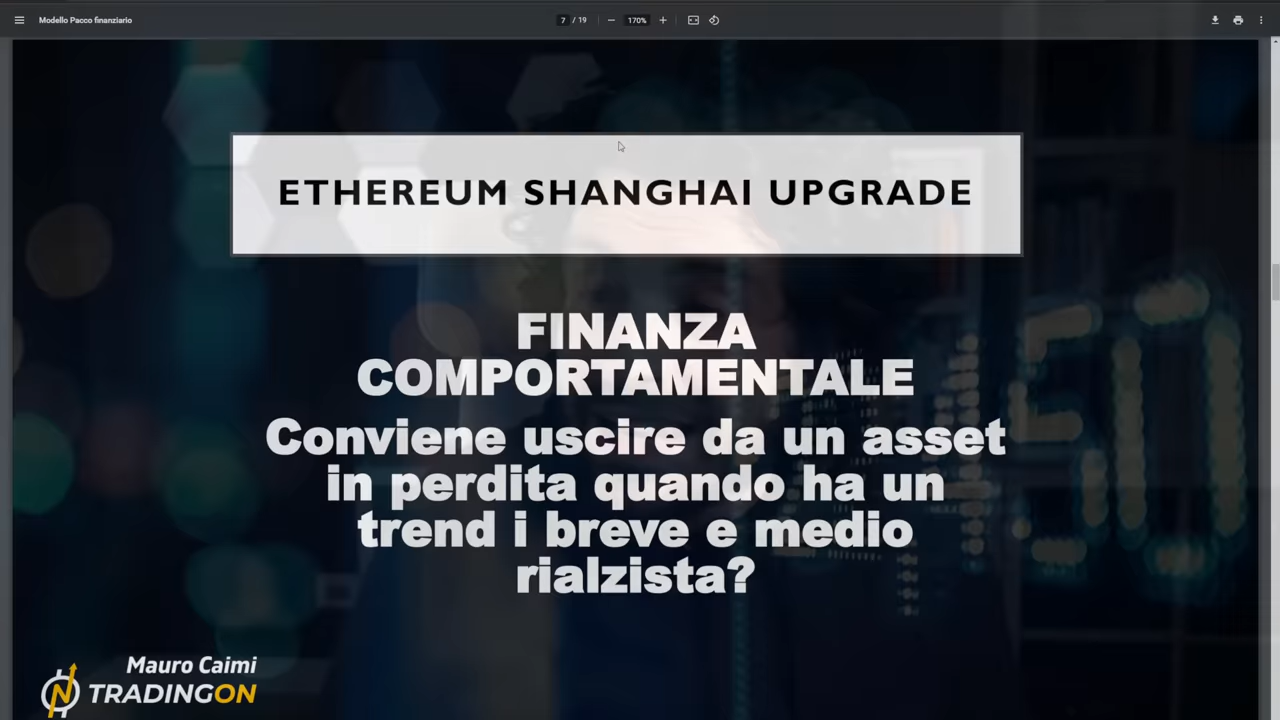 Modello Pacco finanziario
7 / 19
170%
ETHEREUM SHANGHAI UPGRADE
FINANZA
COMPORTAMENTALE
Conviene uscire da un asset
in perdita quando ha un
trend i breve e medio
rialzista?
Mauro Caimi
TRADINGON